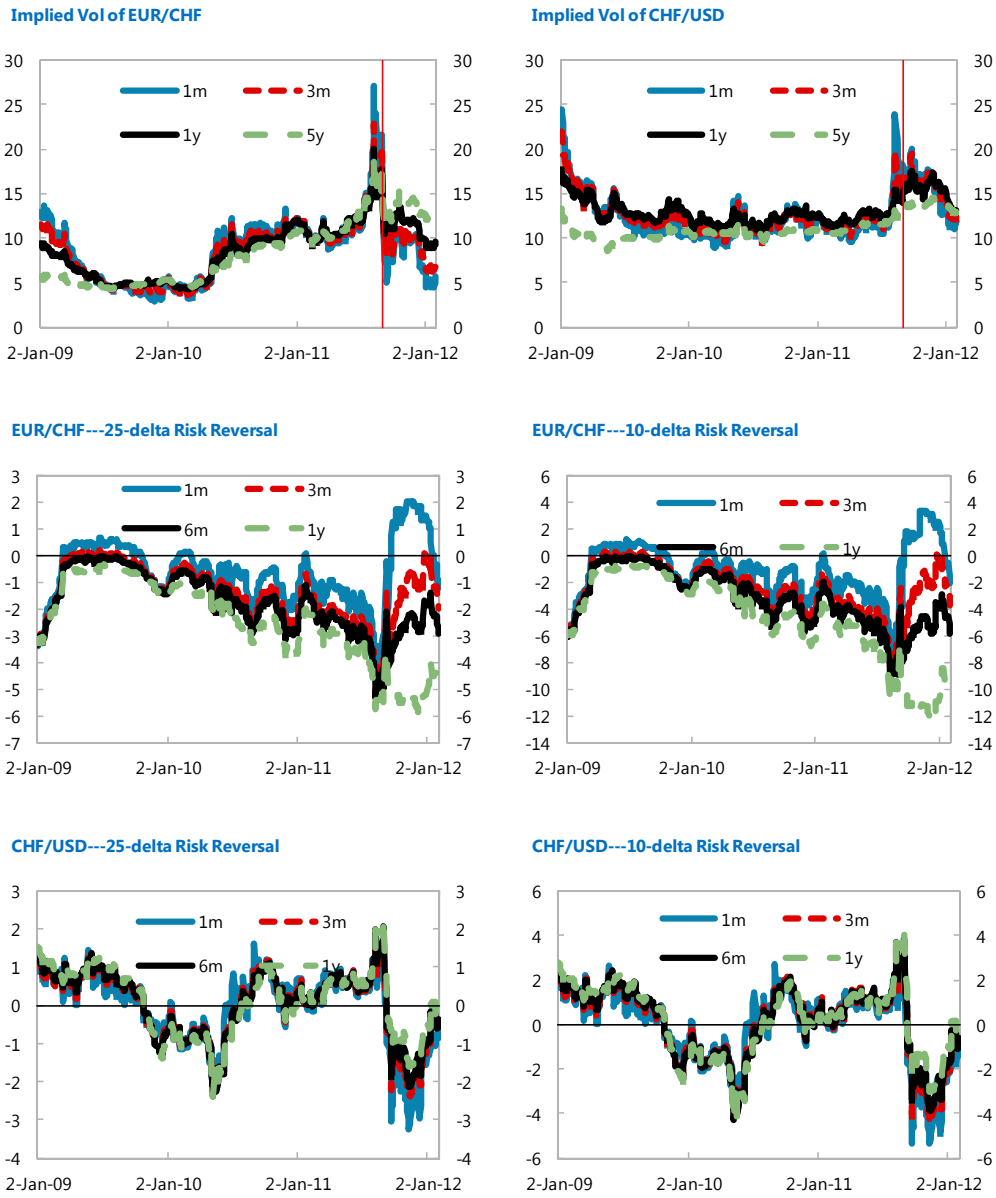 Implied Vol of EUR/CHF
30 30
1m 3m
25 25
1y 5y
20 20
15 15
10 10
5 5
0 0
2-Jan-09 2-Jan-10 2-Jan-11 2-Jan-12
Implied Vol of CHF/USD
30 30
1m 3m
25 25
1y 5y
20 20
15 15
10 10
5 5
0 0
2-Jan-09 2-Jan-10 2-Jan-11 2-Jan-12
EUR/CHF---25-delta Risk Reversal
3 3
1m 3m
2 2
6m 1y
1 1
0 0
-1 -1
-2 -2
-3 -3
-4 -4
-5 -5
-6 -6
-7 -7
2-Jan-09 2-Jan-10 2-Jan-11 2-Jan-12
EUR/CHF---10-delta Risk Reversal
6 6
4 4
1m 3m
2 2
6m 1y
0 0
-2 -2
-4 -4
-6 -6
-8 -8
-10 -10
-12 -12
-14 -14
2-Jan-09 2-Jan-10 2-Jan-11 2-Jan-12
CHF/USD---25-delta Risk Reversal
3 3
1m 3m
2 2
6m 1y
1 1
0 0
-1 -1
-2 -2
-3 -3
-4 -4
2-Jan-09 2-Jan-10 2-Jan-11 2-Jan-12
CHF/USD---10-delta Risk Reversal
6 6
1m 3m
4 4
6m 1y
2 2
0 0
-2 -2
-4 -4
-6 -6
2-Jan-09 2-Jan-10 2-Jan-11 2-Jan-12